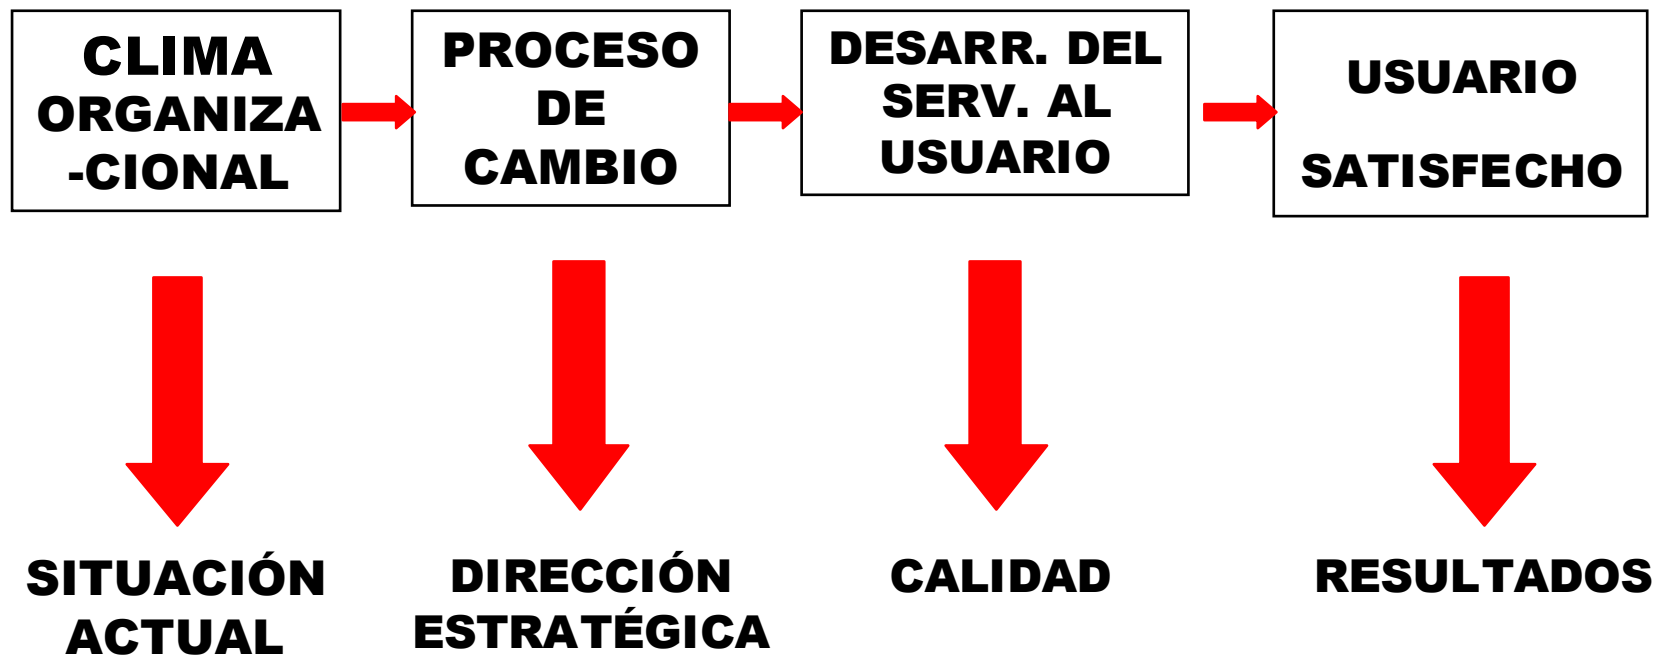 CLIMA
ORGANIZA
-CIONAL
PROCESO
DE
CAMBIO
DESARR. DEL
SERV. AL
USUARIO
USUARIO
SATISFECHO
SITUACIÓN
ACTUAL
DIRECCIÓN
ESTRATÉGICA
CALIDAD
RESULTADOS